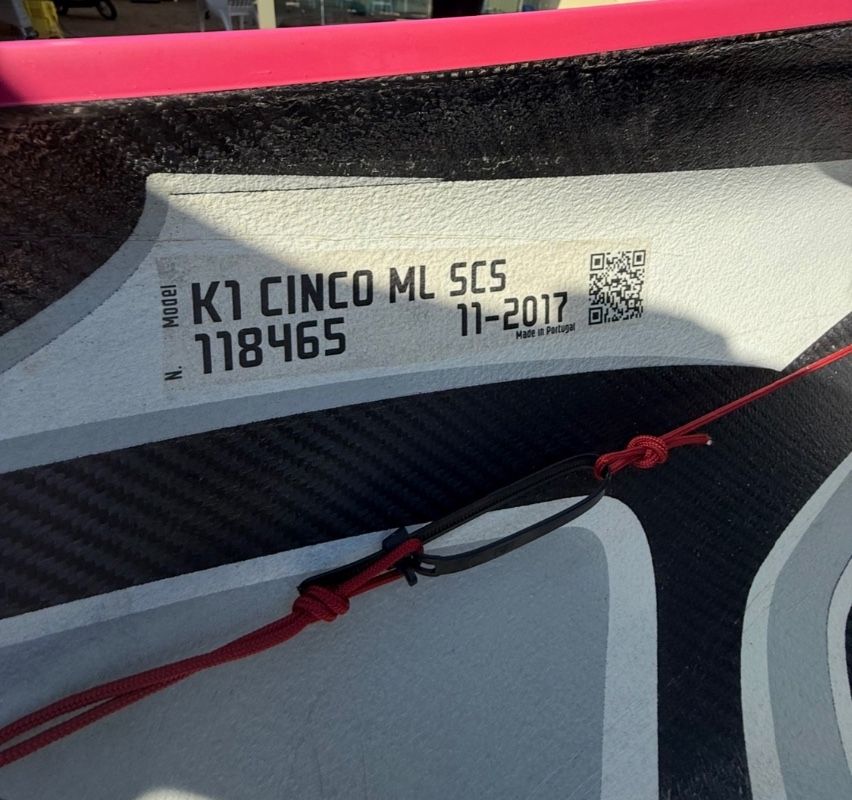 Model
K1 CINCO ML SCS
N.
118465
11-2017
Made in Portugal